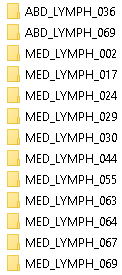 ABD_LYMPH_036
ABD_LYMPH_069
MED_LYMPH_002
MED_LYMPH_017
MED_LYMPH_024
MED_LYMPH_029
MED_LYMPH_030
MED_LYMPH_044
MED_LYMPH_055
MED_LYMPH_063
MED_LYMPH_064
MED_LYMPH_067
MED_LYMPH_069